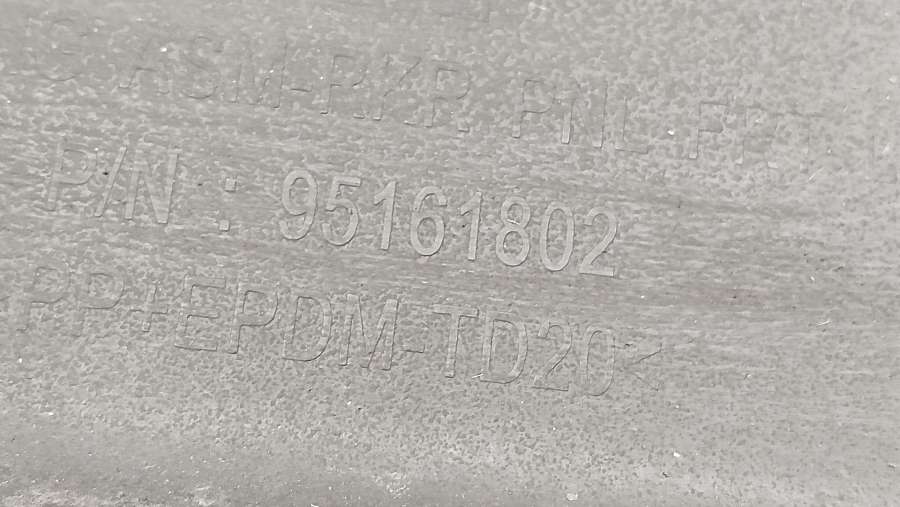 ASM-RKR PNL
P/N : 95161802
PP+EPDM-TD20<